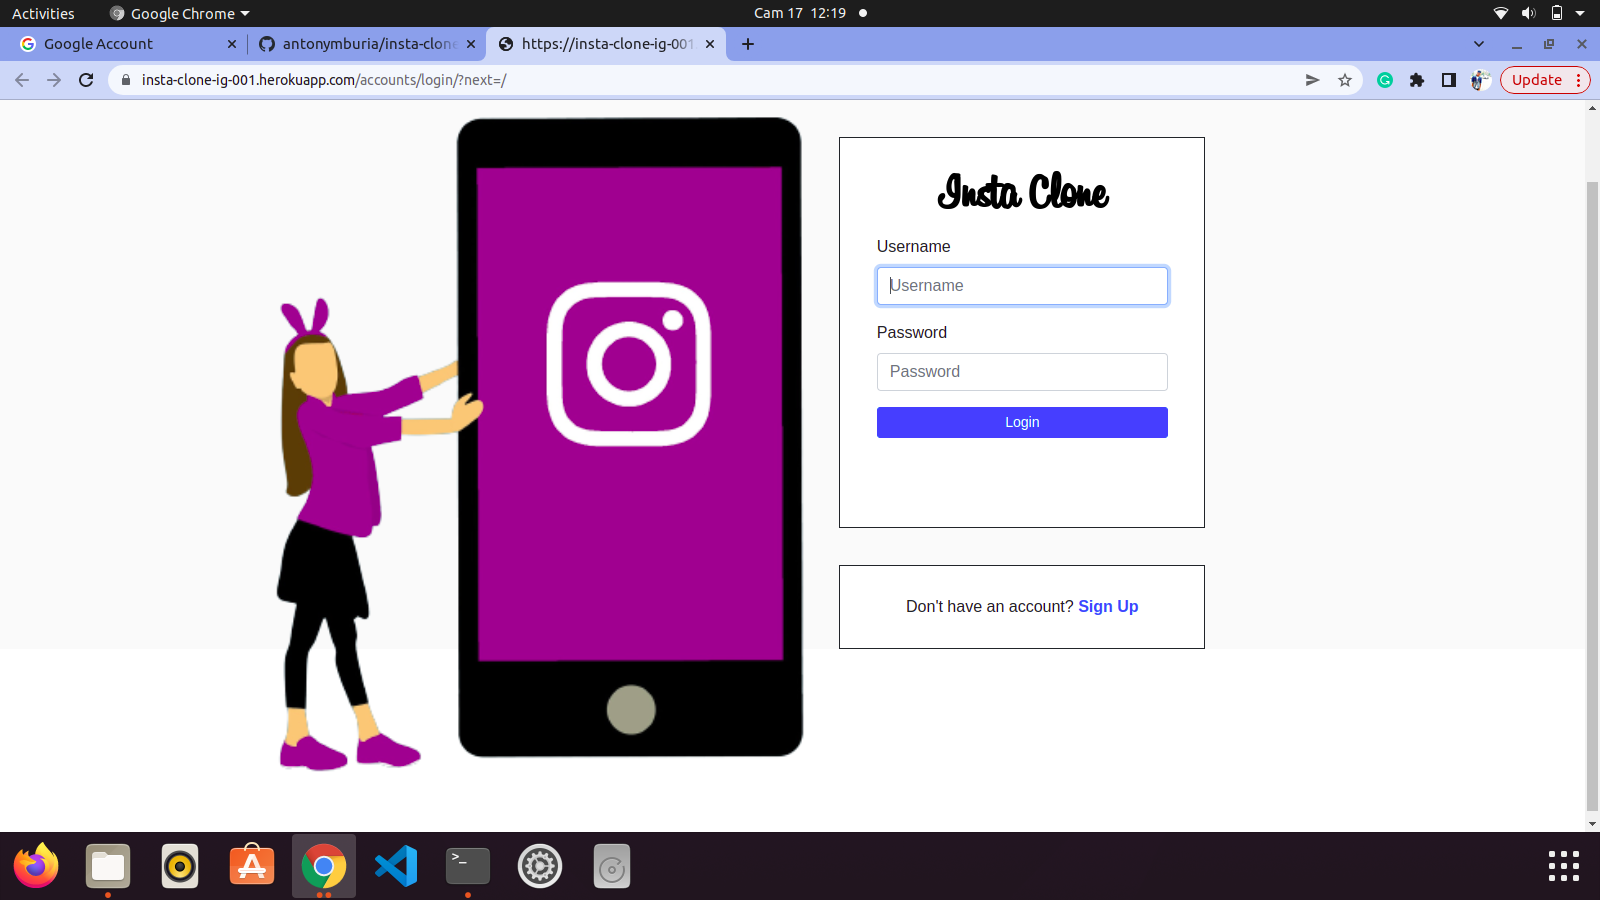 Activities
Google Chrome
Cam 17 12:19
Google Account
antonymburia/insta-clone
https://insta-clone-ig-001
insta-clone-ig-001.herokuapp.com/accounts/login/?next=/
Update
Insta Clone
Username
Username
Password
Password
Login
Don't have an account? Sign Up
>_